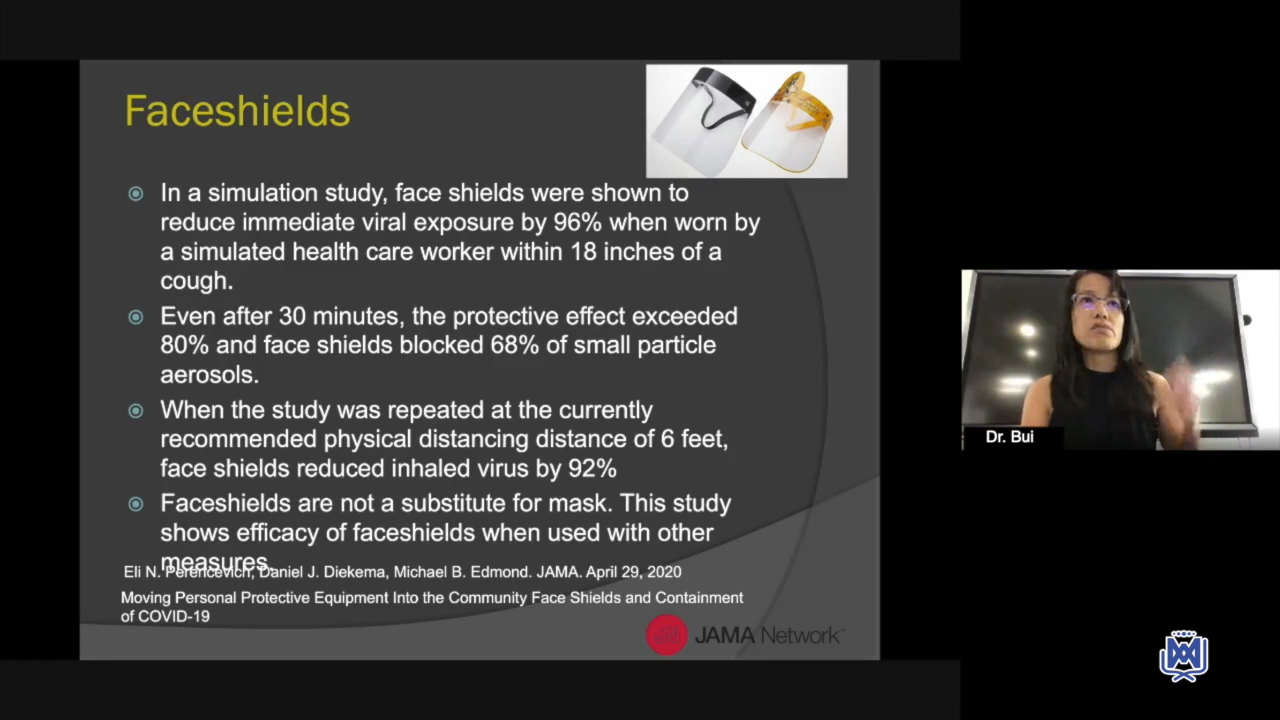 Faceshields
In a simulation study, face shields were shown to
reduce immediate viral exposure by 96% when worn by
a simulated health care worker within 18 inches of a
cough.
Even after 30 minutes, the protective effect exceeded
80% and face shields blocked 68% of small particle
aerosols.
When the study was repeated at the currently
recommended physical distancing distance of 6 feet,
face shields reduced inhaled virus by 92%
Faceshields are not a substitute for mask. This study
shows efficacy of faceshields when used with other
measures.
Eli N. Perencevich, Daniel J. Diekema, Michael B. Edmond. JAMA. April 29, 2020
Moving Personal Protective Equipment Into the Community Face Shields and Containment
of COVID-19
JAMA Network
Dr. Bui